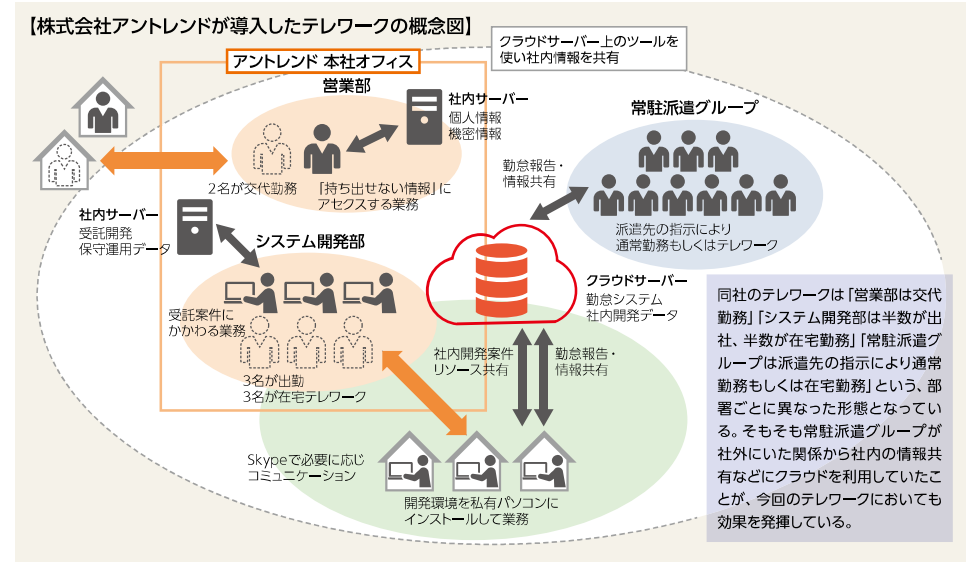 【株式会社アントレンドが導入したテレワークの概念図】
クラウドサーバー上のツールを
使い社内情報を共有
アントレンド 本社オフィス
営業部
社内サーバー
個人情報
機密情報
2名が交代勤務
「持ち出せない情報」に
アセクスする業務
常駐派遣グループ
勤怠報告・
情報共有
派遣先の指示により
通常勤務もしくはテレワーク
社内サーバー
受託開発
保守運用データ
システム開発部
受託案件に
かかわる業務
3名が出勤
3名が在宅テレワーク
クラウドサーバー
勤怠システム
社内開発データ
社内開発案件
リソース共有
勤怠報告・
情報共有
Skypeで必要に応じ
コミュニケーション
開発環境を私有パソコンに
インストールして業務
同社のテレワークは「営業部は交代
勤務」「システム開発部は半数が出
社、半数が在宅勤務」「常駐派遣グ
ループは派遣先の指示により通常
勤務もしくは在宅勤務」という、部
署ごとに異なった形態となってい
る。そもそも常駐派遣グループが
社外にいた関係から社内の情報共
有などにクラウドを利用していたこ
とが、今回のテレワークにおいても
効果を発揮している。